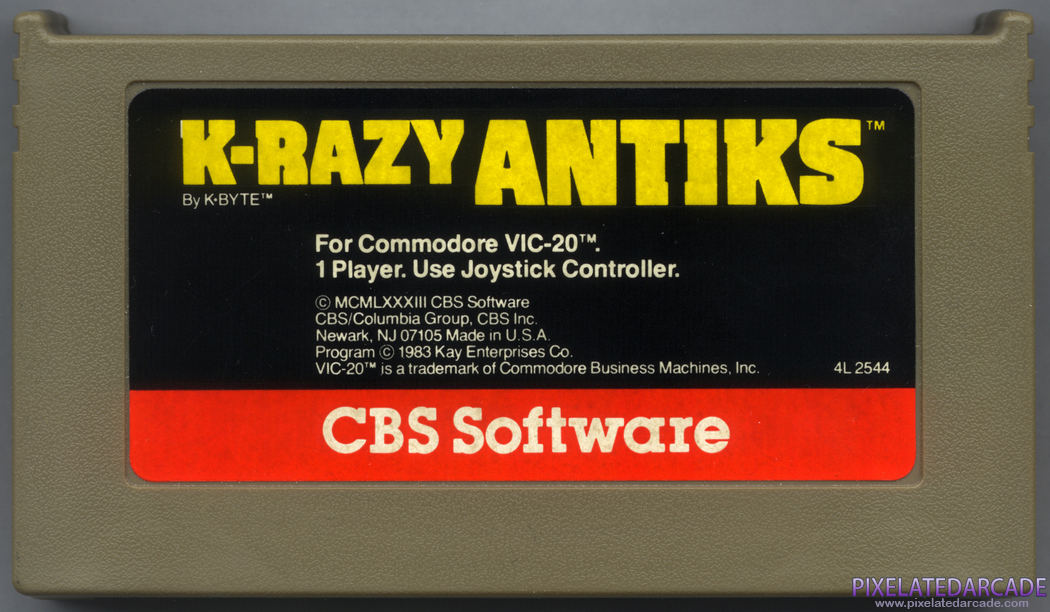 K-RAZY ANTIKS™
By K•BYTE™
For Commodore VIC-20™.
1 Player. Use Joystick Controller.
© MCMLXXXIII CBS Software
CBS/Columbia Group, CBS Inc.
Newark, NJ 07105 Made in U.S.A.
Program © 1983 Kay Enterprises Co.
VIC-20™ is a trademark of Commodore Business Machines, Inc.
4L 2544
CBS Software
PIXELATEDARCADE
www.pixelatedarcade.com